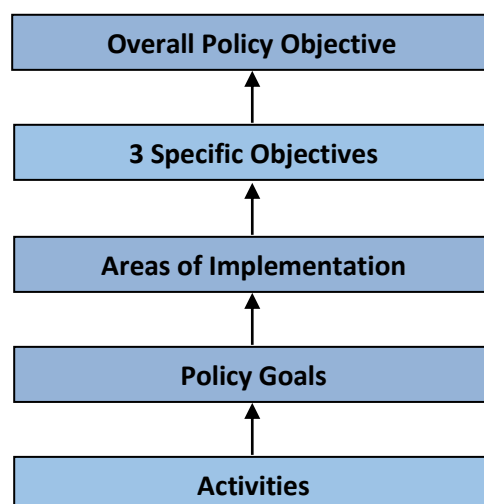 Overall Policy Objective
3 Specific Objectives
Areas of Implementation
Policy Goals
Activities